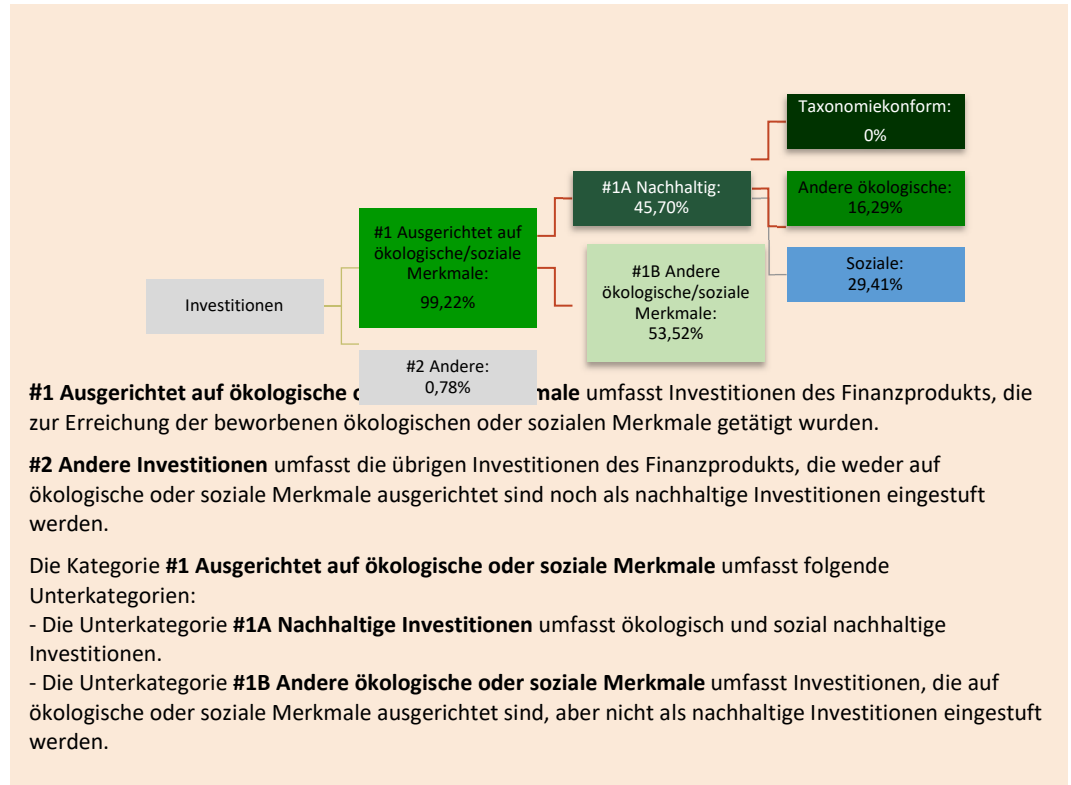 Taxonomiekonform:
0%
#1A Nachhaltig:
45,70%
Andere ökologische:
16,29%
#1 Ausgerichtet auf
ökologische/soziale
Merkmale:
99,22%
#1B Andere
ökologische/soziale
Merkmale:
53,52%
Soziale:
29,41%
Investitionen
#2 Andere:
0,78%
#1 Ausgerichtet auf ökologische male umfasst Investitionen des Finanzprodukts, die
zur Erreichung der beworbenen ökologischen oder sozialen Merkmale getätigt wurden.
#2 Andere Investitionen umfasst die übrigen Investitionen des Finanzprodukts, die weder auf
ökologische oder soziale Merkmale ausgerichtet sind noch als nachhaltige Investitionen eingestuft
werden.
Die Kategorie #1 Ausgerichtet auf ökologische oder soziale Merkmale umfasst folgende
Unterkategorien:
- Die Unterkategorie #1A Nachhaltige Investitionen umfasst ökologisch und sozial nachhaltige
Investitionen.
- Die Unterkategorie #1B Andere ökologische oder soziale Merkmale umfasst Investitionen, die auf
ökologische oder soziale Merkmale ausgerichtet sind, aber nicht als nachhaltige Investitionen eingestuft
werden.